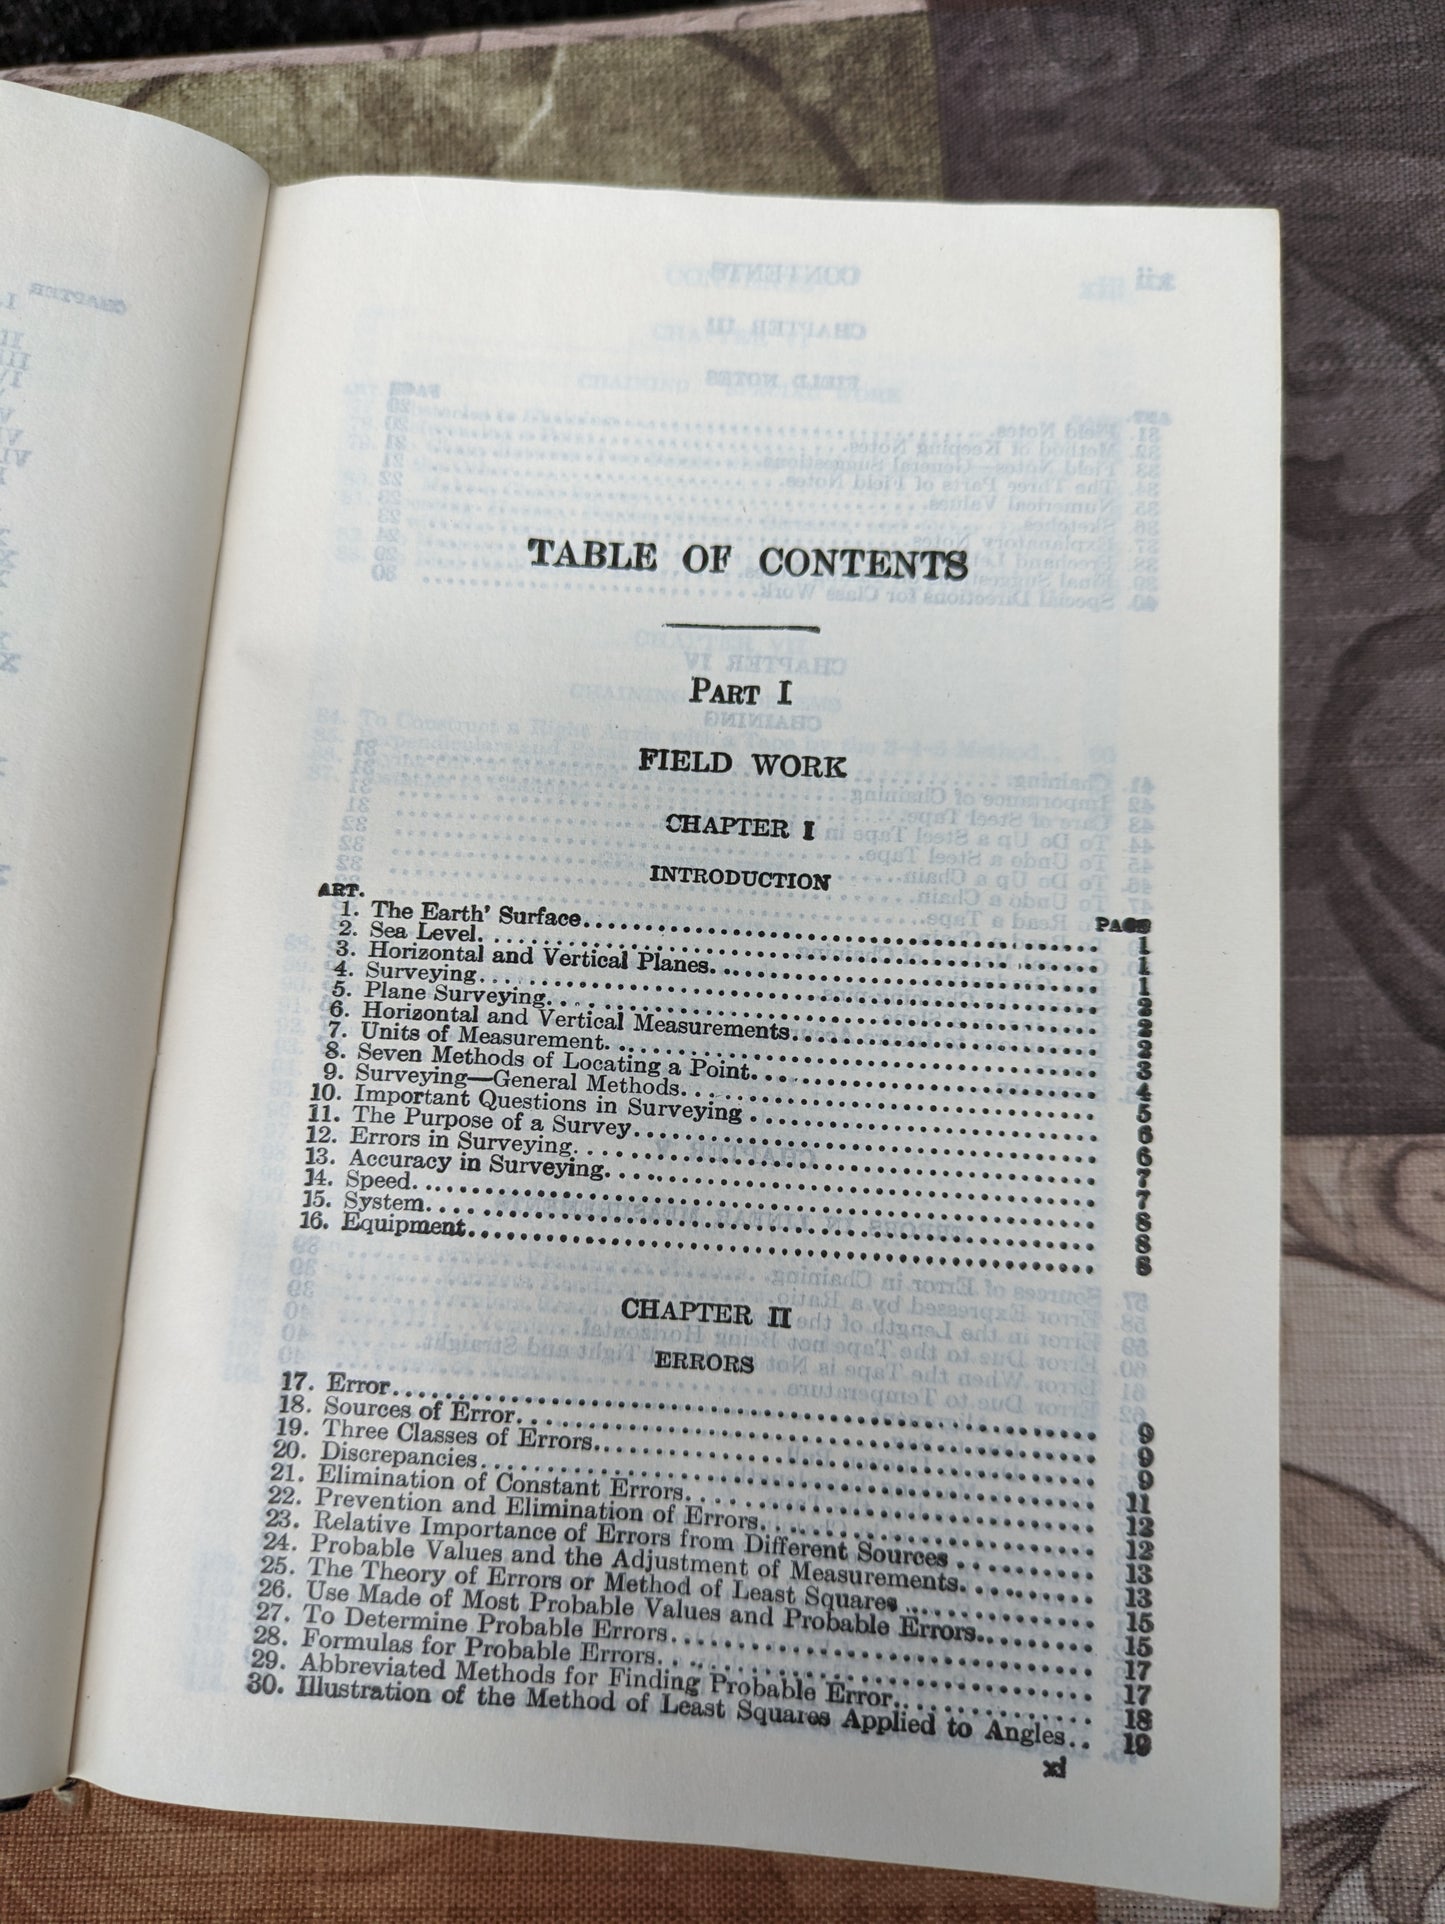 TABLE OF CONTENTS
PART I
FIELD WORK
CHAPTER I
INTRODUCTION
ART. PAGE
1. The Earth' Surface 1
2. Sea Level 1
3. Horizontal and Vertical Planes 1
4. Surveying 2
5. Plane Surveying 2
6. Horizontal and Vertical Measurements 2
7. Units of Measurement 3
8. Seven Methods of Locating a Point 4
9. Surveying—General Methods 5
10. Important Questions in Surveying 6
11. The Purpose of a Survey 6
12. Errors in Surveying 7
13. Accuracy in Surveying 7
14. Speed 8
15. System 8
16. Equipment 8
CHAPTER II
ERRORS
17. Error 9
18. Sources of Error 9
19. Three Classes of Errors 9
20. Discrepancies 11
21. Elimination of Constant Errors 12
22. Prevention and Elimination of Errors 12
23. Relative Importance of Errors from Different Sources 13
24. Probable Values and the Adjustment of Measurements 13
25. The Theory of Errors or Method of Least Squares 15
26. Use Made of Most Probable Values and Probable Errors 15
27. To Determine Probable Errors 17
28. Formulas for Probable Errors 17
29. Abbreviated Methods for Finding Probable Error 18
30. Illustration of the Method of Least Squares Applied to Angles 19
xi